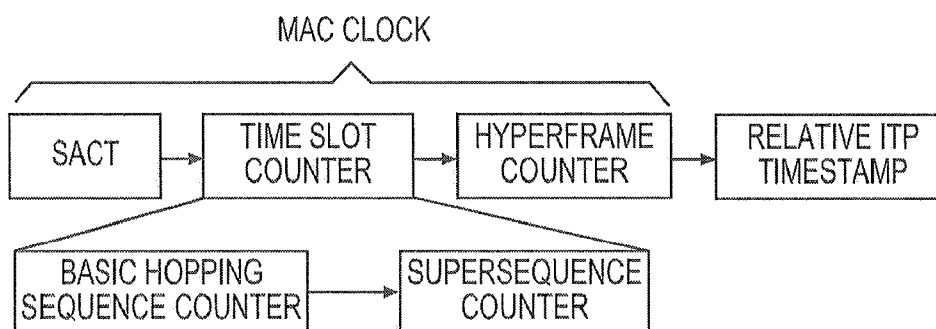 MAC CLOCK
SACT
TIME SLOT
COUNTER
HYPERFRAME
COUNTER
RELATIVE ITP
TIMESTAMP
BASIC HOPPING
SEQUENCE COUNTER
SUPERSEQUENCE
COUNTER